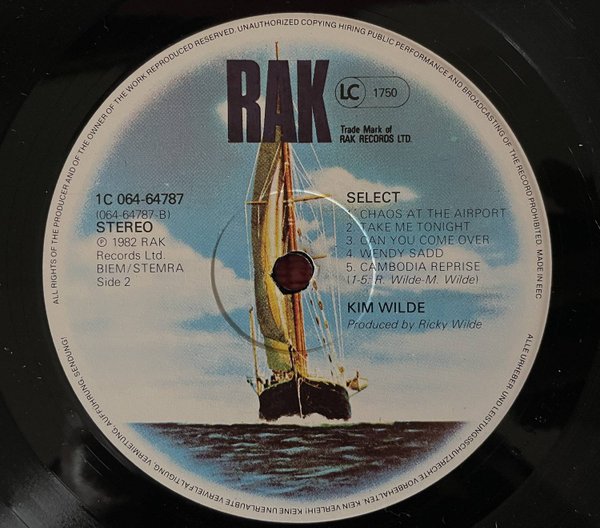 ALL RIGHTS OF THE PRODUCER AND OF THE OWNER OF THE WORK REPRODUCED RESERVED. UNAUTHORIZED COPYING HIRING PUBLIC PERFORMANCE AND BROADCASTING OF THE RECORD PROHIBITED. MADE IN EEC
RAK
LC 1750
Trade Mark of
RAK RECORDS LTD.
1C 064-64787
(064-64787-B)
STEREO
℗ 1982 RAK
Records Ltd.
BIEM/STEMRA
Side 2
SELECT
1. CHAOS AT THE AIRPORT
2. TAKE ME TONIGHT
3. CAN YOU COME OVER
4. WENDY SADD
5. CAMBODIA REPRISE
(1-5: R. Wilde-M. Wilde)
KIM WILDE
Produced by Ricky Wilde
ALLE URHEBER- UND LEISTUNGSSCHUTZRECHTE VORBEHALTEN. KEIN VERLEIH! KEINE UNERLAUBTE VERVIELFÄLTIGUNG, VERMIETUNG, AUFFÜHRUNG, SENDUNG!